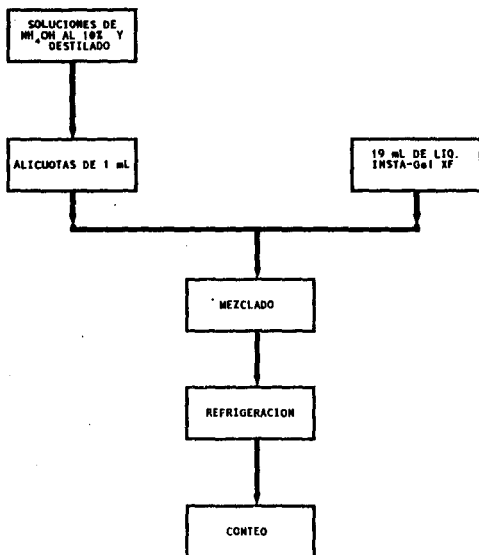 SOLUCIONES DE
NH4OH AL 10% Y
DESTILADO
ALICUOTAS DE 1 mL
19 mL DE LIQ.
INSTA-Gel XF
MEZCLADO
REFRIGERACION
CONTEO